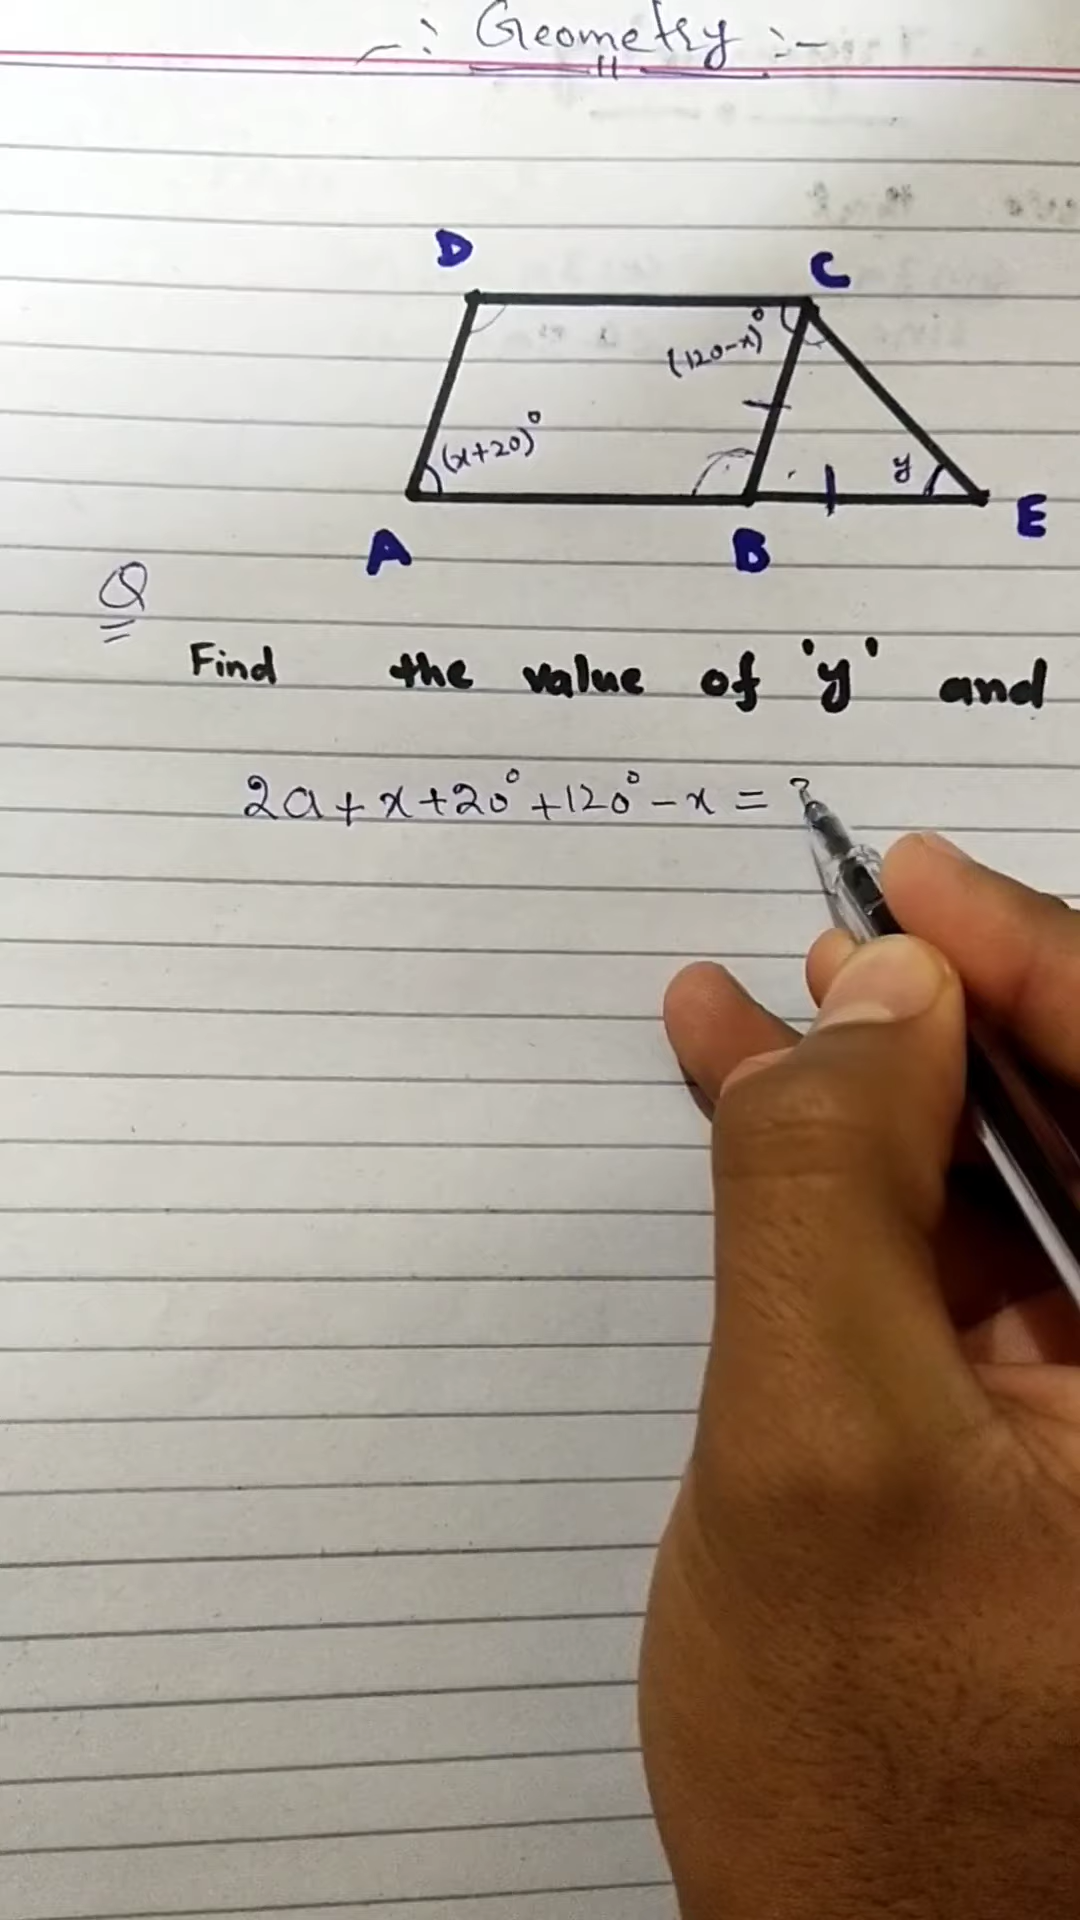 -: Geometry :-
D
C
(120-x)°
(x+20)°
y
A
B
E
Q
Find the value of 'y' and
2a + x + 20° + 120° - x = ?